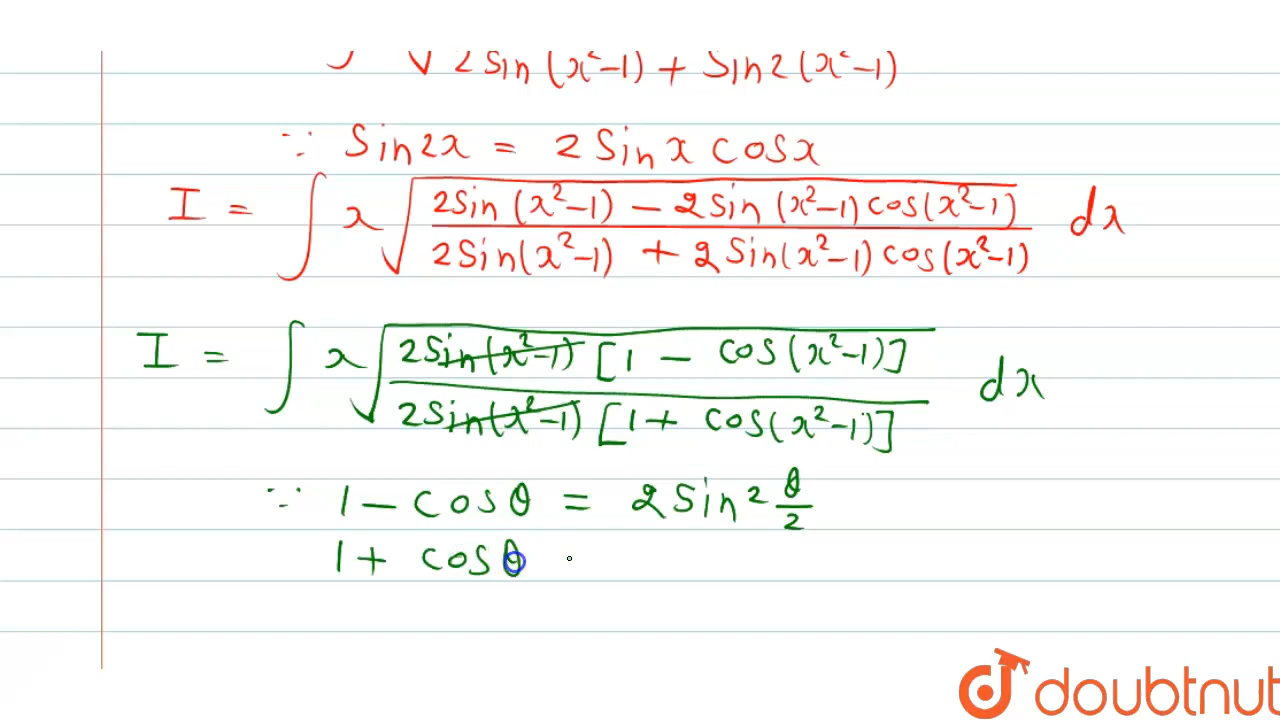 ∫ √ 2Sin(x²-1) + Sin2(x²-1)
∵ Sin2x = 2Sinx cosx
I = ∫ x √((2Sin(x²-1) - 2Sin(x²-1)cos(x²-1))/(2Sin(x²-1) + 2Sin(x²-1)cos(x²-1))) dx
I = ∫ x √((2Sin(x²-1)[1 - cos(x²-1)])/(2Sin(x²-1)[1 + cos(x²-1)])) dx
∵ 1 - cosθ = 2Sin² θ/2
1 + cosθ
doubtnut